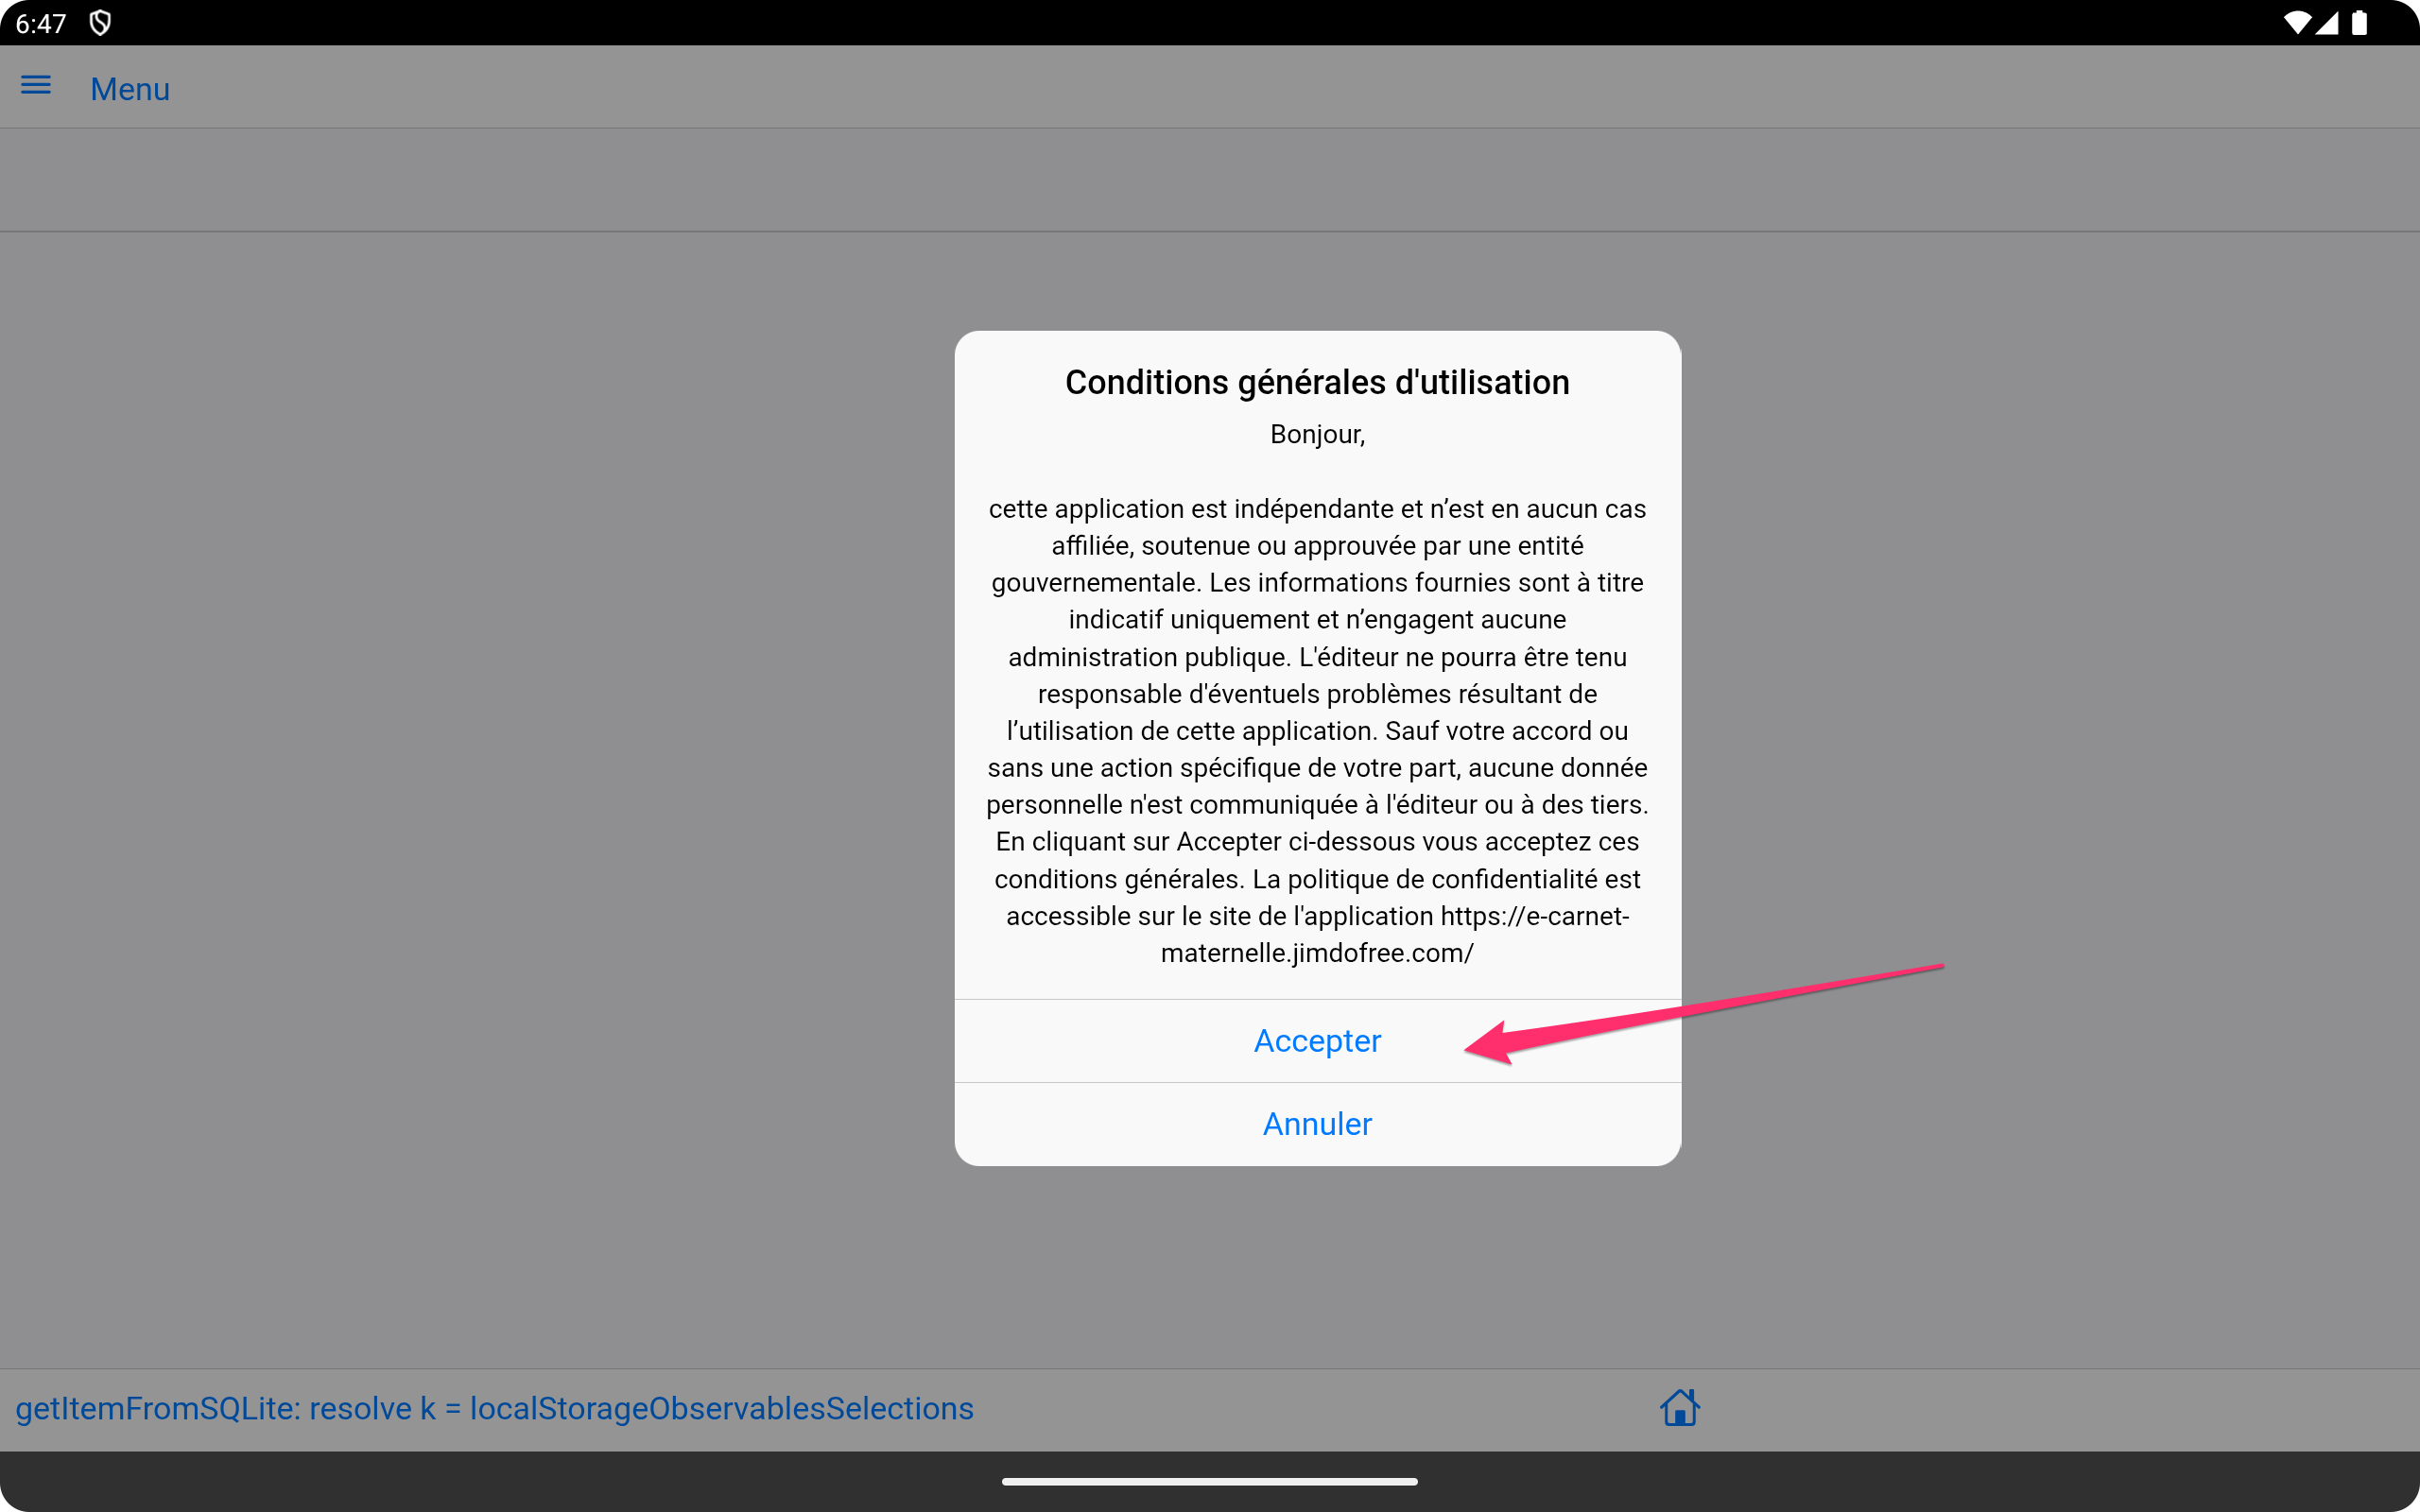 6:47
Menu
Conditions générales d'utilisation
Bonjour,
cette application est indépendante et n’est en aucun cas
affiliée, soutenue ou approuvée par une entité
gouvernementale. Les informations fournies sont à titre
indicatif uniquement et n’engagent aucune
administration publique. L'éditeur ne pourra être tenu
responsable d'éventuels problèmes résultant de
l’utilisation de cette application. Sauf votre accord ou
sans une action spécifique de votre part, aucune donnée
personnelle n'est communiquée à l'éditeur ou à des tiers.
En cliquant sur Accepter ci-dessous vous acceptez ces
conditions générales. La politique de confidentialité est
accessible sur le site de l'application https://e-carnet-
maternelle.jimdofree.com/
Accepter
Annuler
getItemFromSQLite: resolve k = localStorageObservablesSelections